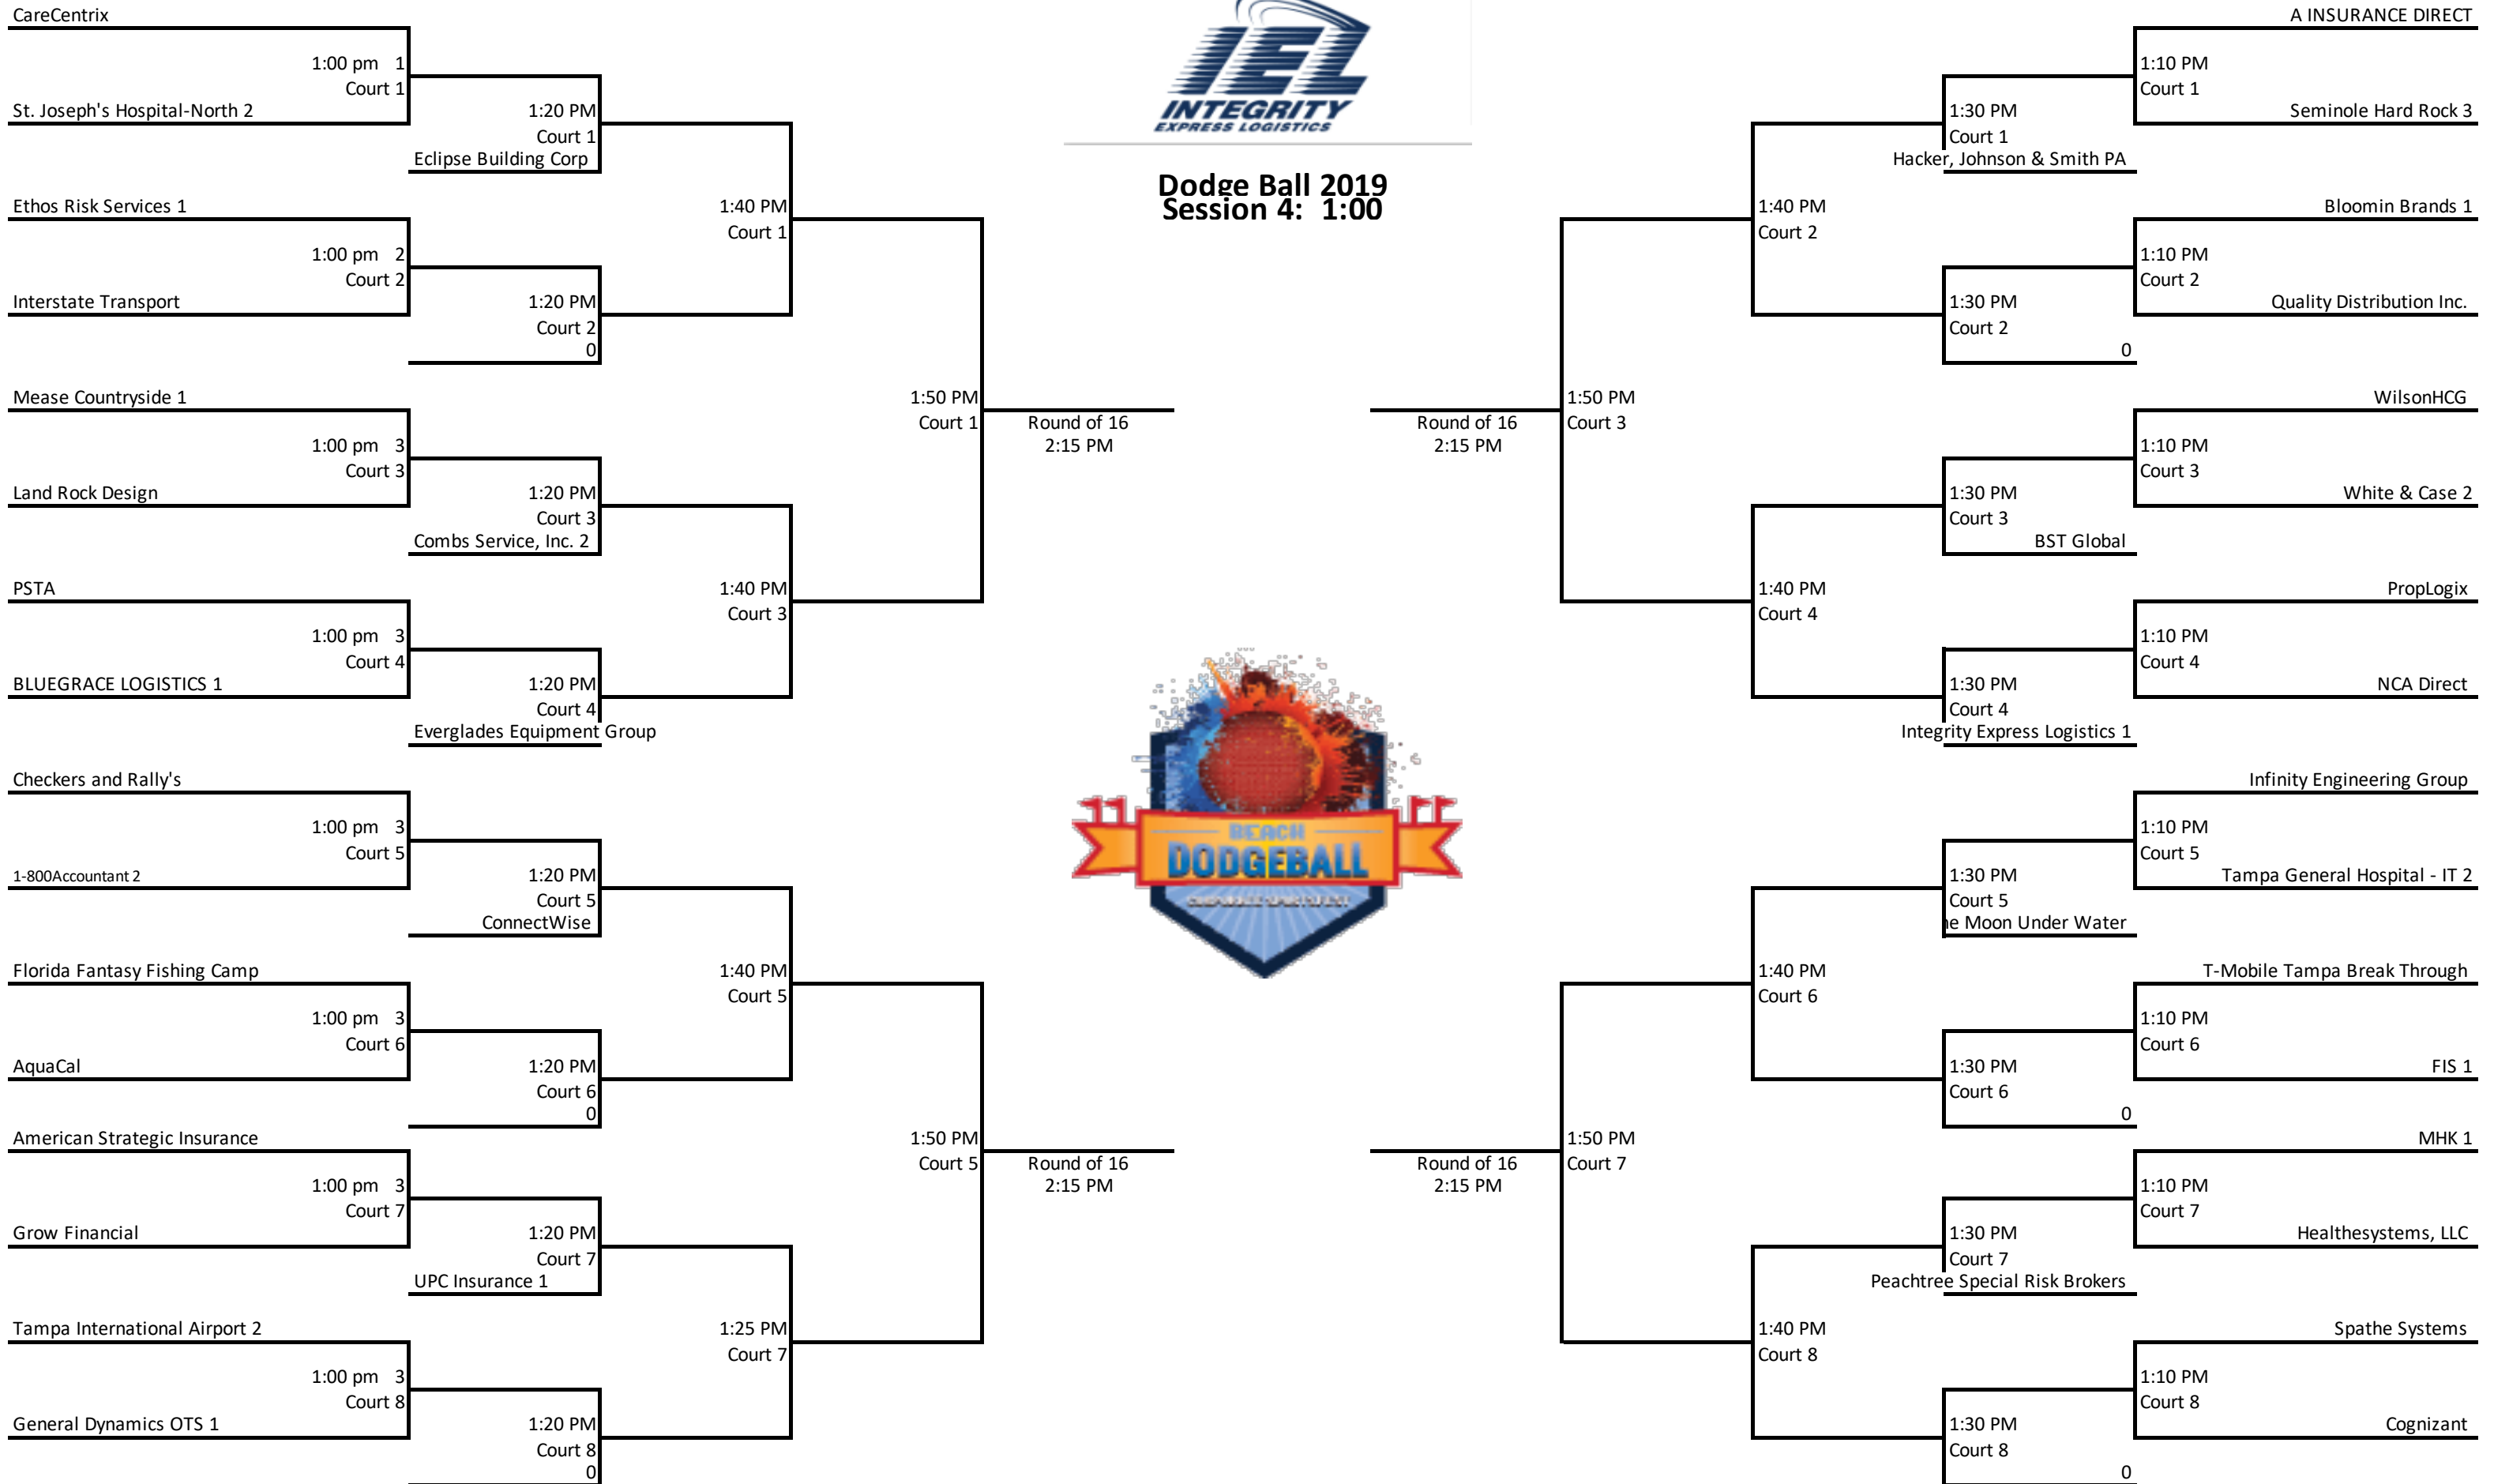 CareCentrix
1:00 pm 1
Court 1
St. Joseph's Hospital-North 2
1:20 PM
Court 1
Eclipse Building Corp
Ethos Risk Services 1
1:40 PM
Court 1
1:00 pm 2
Court 2
Interstate Transport
1:20 PM
Court 2
0
Mease Countryside 1
1:50 PM
Court 1
Round of 16
2:15 PM
1:00 pm 3
Court 3
Land Rock Design
1:20 PM
Court 3
Combs Service, Inc. 2
PSTA
1:40 PM
Court 3
1:00 pm 3
Court 4
BLUEGRACE LOGISTICS 1
1:20 PM
Court 4
Everglades Equipment Group
Checkers and Rally's
1:00 pm 3
Court 5
1-800Accountant 2
1:20 PM
Court 5
ConnectWise
Florida Fantasy Fishing Camp
1:40 PM
Court 5
1:00 pm 3
Court 6
AquaCal
1:20 PM
Court 6
0
American Strategic Insurance
1:50 PM
Court 5
Round of 16
2:15 PM
1:00 pm 3
Court 7
Grow Financial
1:20 PM
Court 7
UPC Insurance 1
Tampa International Airport 2
1:25 PM
Court 7
1:00 pm 3
Court 8
General Dynamics OTS 1
1:20 PM
Court 8
0
IEL
INTEGRITY
EXPRESS LOGISTICS
Dodge Ball 2019
Session 4: 1:00
BEACH
DODGEBALL
CORPORATE SPORTSFEST
A INSURANCE DIRECT
1:10 PM
Court 1
Seminole Hard Rock 3
1:30 PM
Court 1
Hacker, Johnson & Smith PA
Bloomin Brands 1
1:40 PM
Court 2
1:10 PM
Court 2
Quality Distribution Inc.
1:30 PM
Court 2
0
WilsonHCG
1:50 PM
Court 3
Round of 16
2:15 PM
1:10 PM
Court 3
White & Case 2
1:30 PM
Court 3
BST Global
PropLogix
1:40 PM
Court 4
1:10 PM
Court 4
NCA Direct
1:30 PM
Court 4
Integrity Express Logistics 1
Infinity Engineering Group
1:10 PM
Court 5
Tampa General Hospital - IT 2
1:30 PM
Court 5
he Moon Under Water
T-Mobile Tampa Break Through
1:40 PM
Court 6
1:10 PM
Court 6
FIS 1
1:30 PM
Court 6
0
MHK 1
1:50 PM
Court 7
Round of 16
2:15 PM
1:10 PM
Court 7
Healthesystems, LLC
1:30 PM
Court 7
Peachtree Special Risk Brokers
Spathe Systems
1:40 PM
Court 8
1:10 PM
Court 8
Cognizant
1:30 PM
Court 8
0